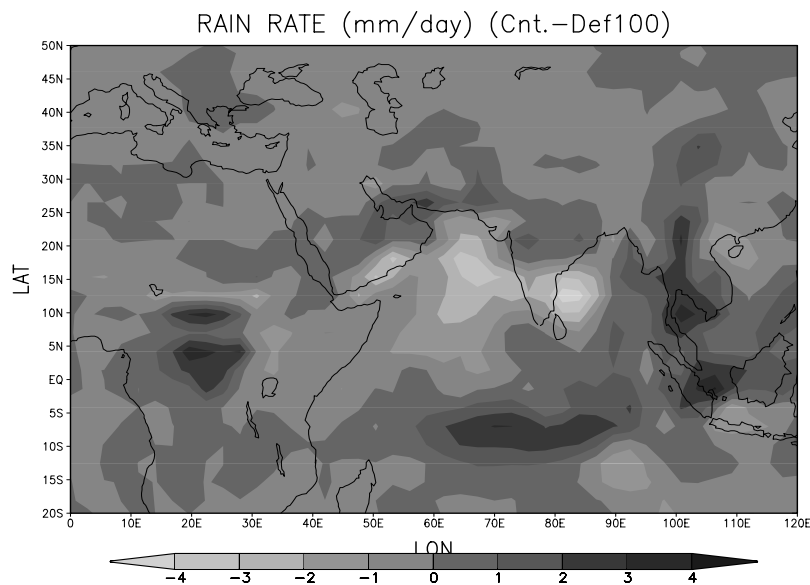 RAIN RATE (mm/day) (Cnt.–Def100)
50N
45N
40N
35N
30N
25N
20N
15N
10N
5N
EQ
5S
10S
15S
20S
LAT
0 10E 20E 30E 40E 50E 60E 70E 80E 90E 100E 110E 120E
LON
−4 −3 −2 −1 0 1 2 3 4